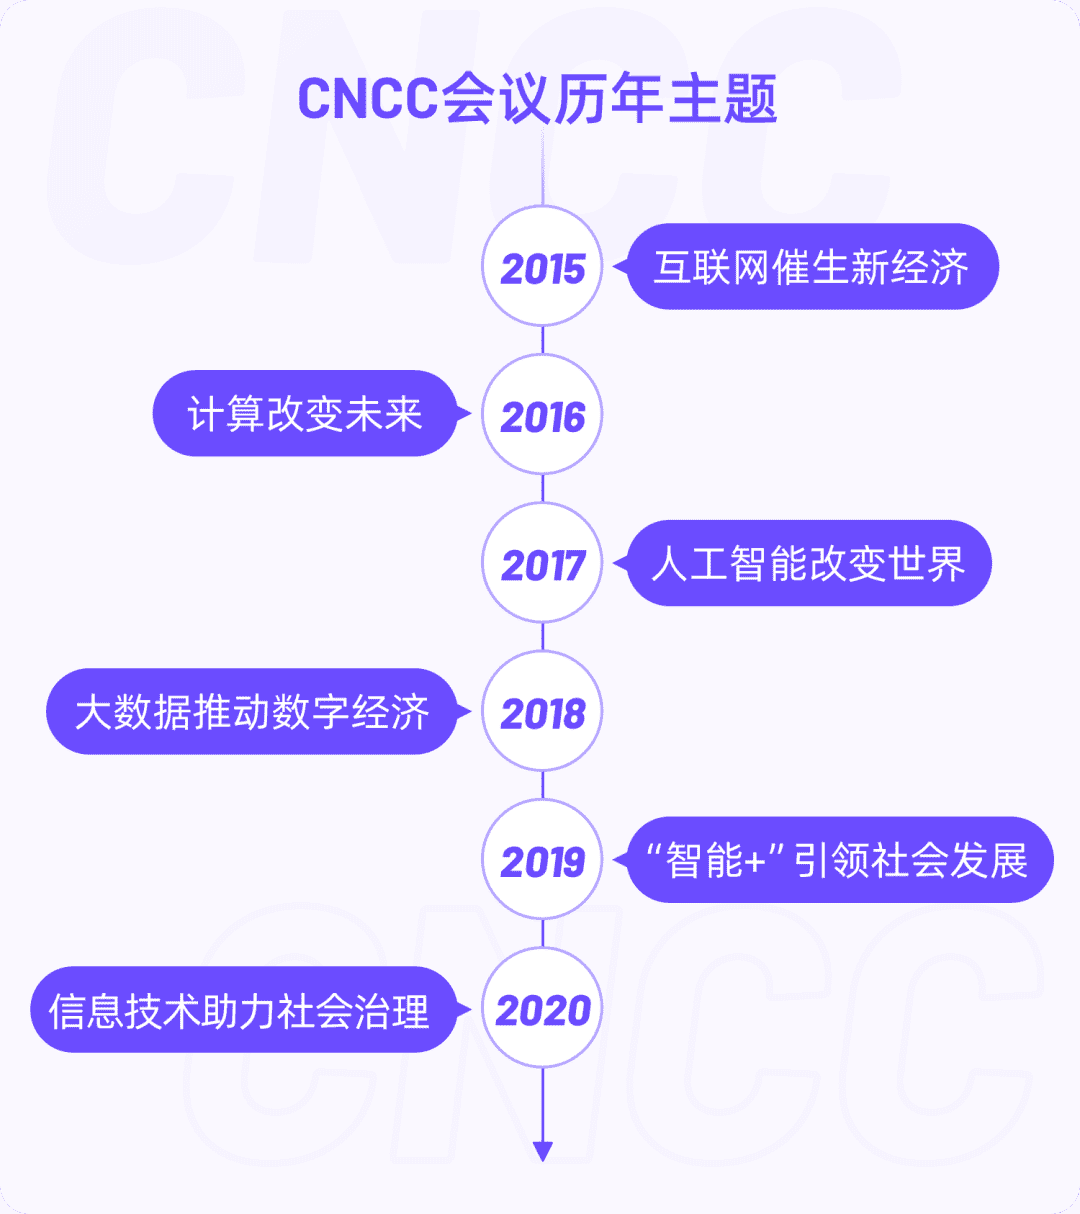 CNCC
CNCC会议历年主题
2015
互联网催生新经济
计算改变未来
2016
2017
人工智能改变世界
大数据推动数字经济
2018
2019
“智能+”引领社会发展
信息技术助力社会治理
2020
CNCC